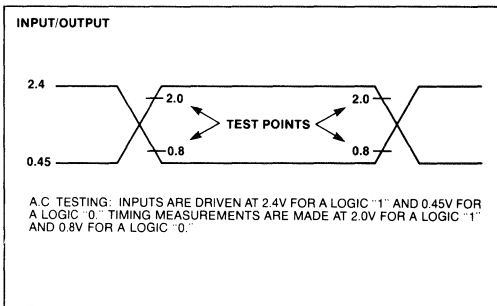 INPUT/OUTPUT
2.4
2.0
2.0
TEST POINTS
0.8
0.8
0.45
A.C TESTING: INPUTS ARE DRIVEN AT 2.4V FOR A LOGIC "1" AND 0.45V FOR
A LOGIC "0." TIMING MEASUREMENTS ARE MADE AT 2.0V FOR A LOGIC "1"
AND 0.8V FOR A LOGIC "0."